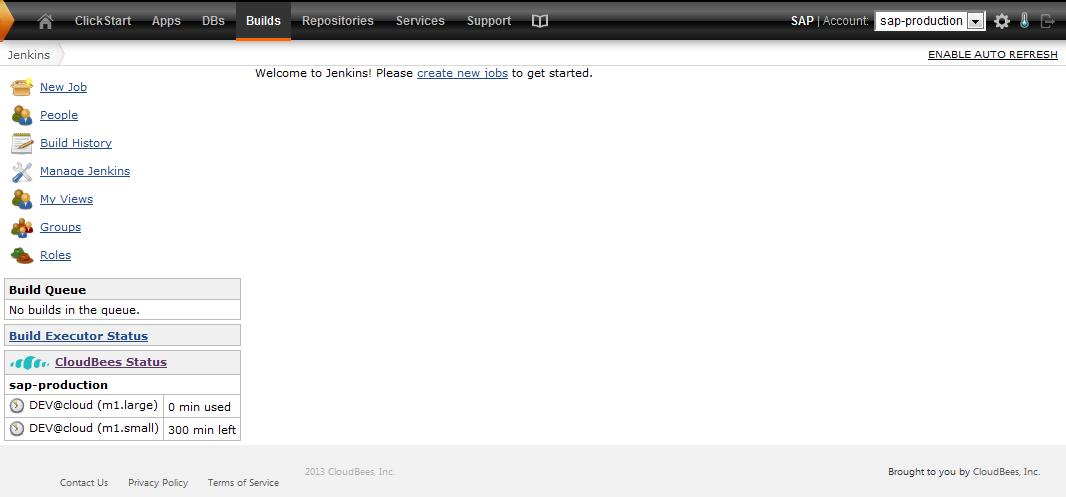 ClickStart Apps DBs Builds Repositories Services Support SAP | Account: sap-production
Jenkins ENABLE AUTO REFRESH
Welcome to Jenkins! Please create new jobs to get started.
New Job
People
Build History
Manage Jenkins
My Views
Groups
Roles
Build Queue
No builds in the queue.
Build Executor Status
CloudBees Status
sap-production
DEV@cloud (m1.large) 0 min used
DEV@cloud (m1.small) 300 min left
2013 CloudBees, Inc. Brought to you by CloudBees, Inc.
Contact Us Privacy Policy Terms of Service